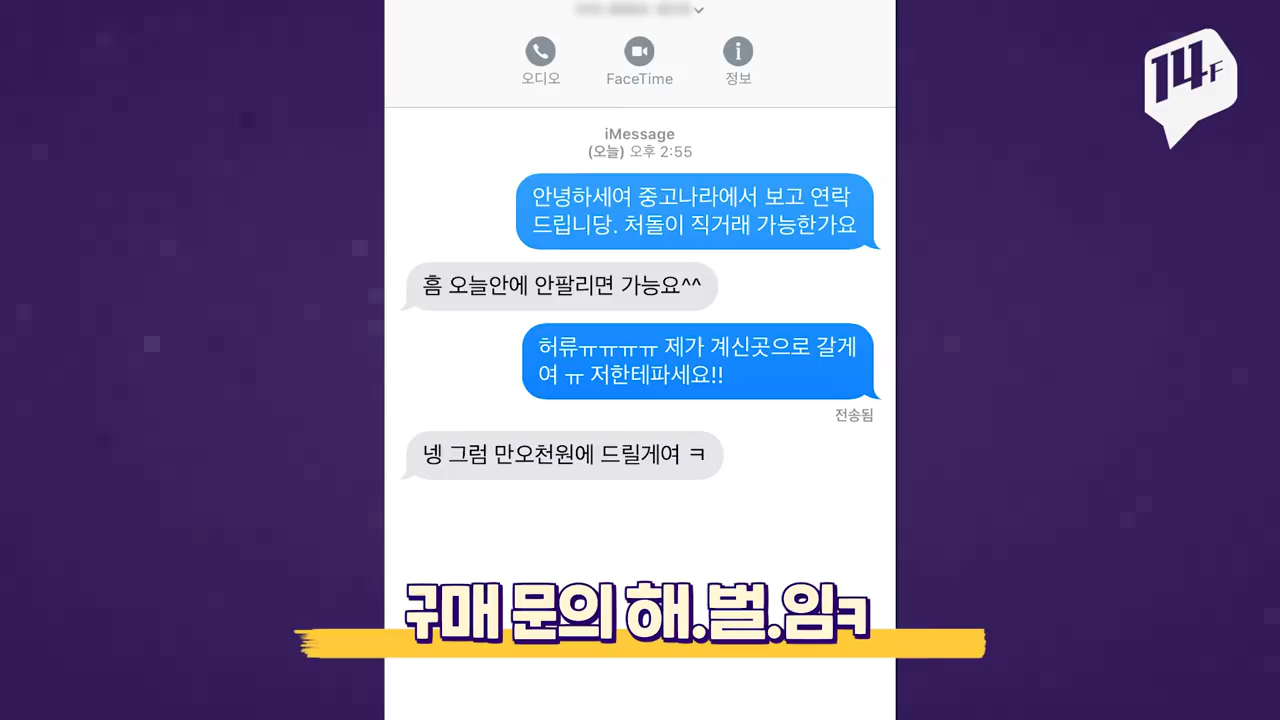 14F
오디오
FaceTime
정보
iMessage
(오늘) 오후 2:55
안녕하세여 중고나라에서 보고 연락
드립니당. 처돌이 직거래 가능한가요
흠 오늘안에 안팔리면 가능요^^
허류ㅠㅠㅠㅠ 제가 계신곳으로 갈게
여 ㅠ 저한테파세요!!
전송됨
넹 그럼 만오천원에 드릴게여 ㅋ
구매 문의 해.벌.임ㅋ